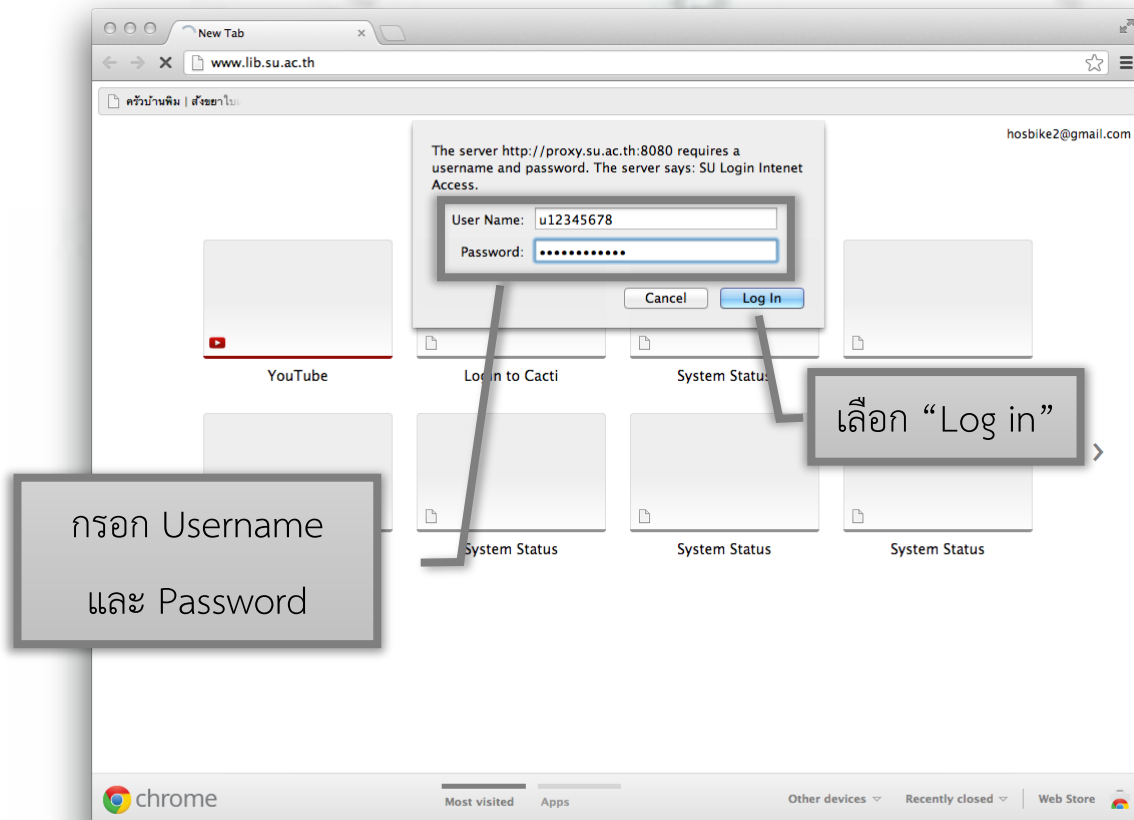 New Tab
www.lib.su.ac.th
ครัวบ้านพิม | สังขยาใบเ
hosbike2@gmail.com
The server http://proxy.su.ac.th:8080 requires a
username and password. The server says: SU Login Intenet
Access.
User Name: u12345678
Password: ••••••••••••
Cancel Log In
YouTube
Login to Cacti
System Status
เลือก “Log in”
กรอก Username
และ Password
System Status
System Status
System Status
chrome
Most visited
Apps
Other devices
Recently closed
Web Store